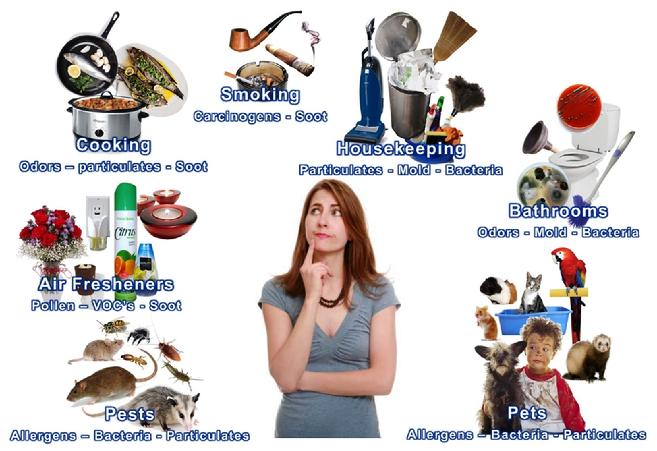 Smoking
Carcinogens - Soot
Cooking
Odors – particulates - Soot
Housekeeping
Particulates - Mold - Bacteria
Bathrooms
Odors - Mold - Bacteria
Citrus
Air Fresheners
Pollen – VOC's - Soot
Pests
Allergens – Bacteria - Particulates
Pets
Allergens – Bacteria - Particulates